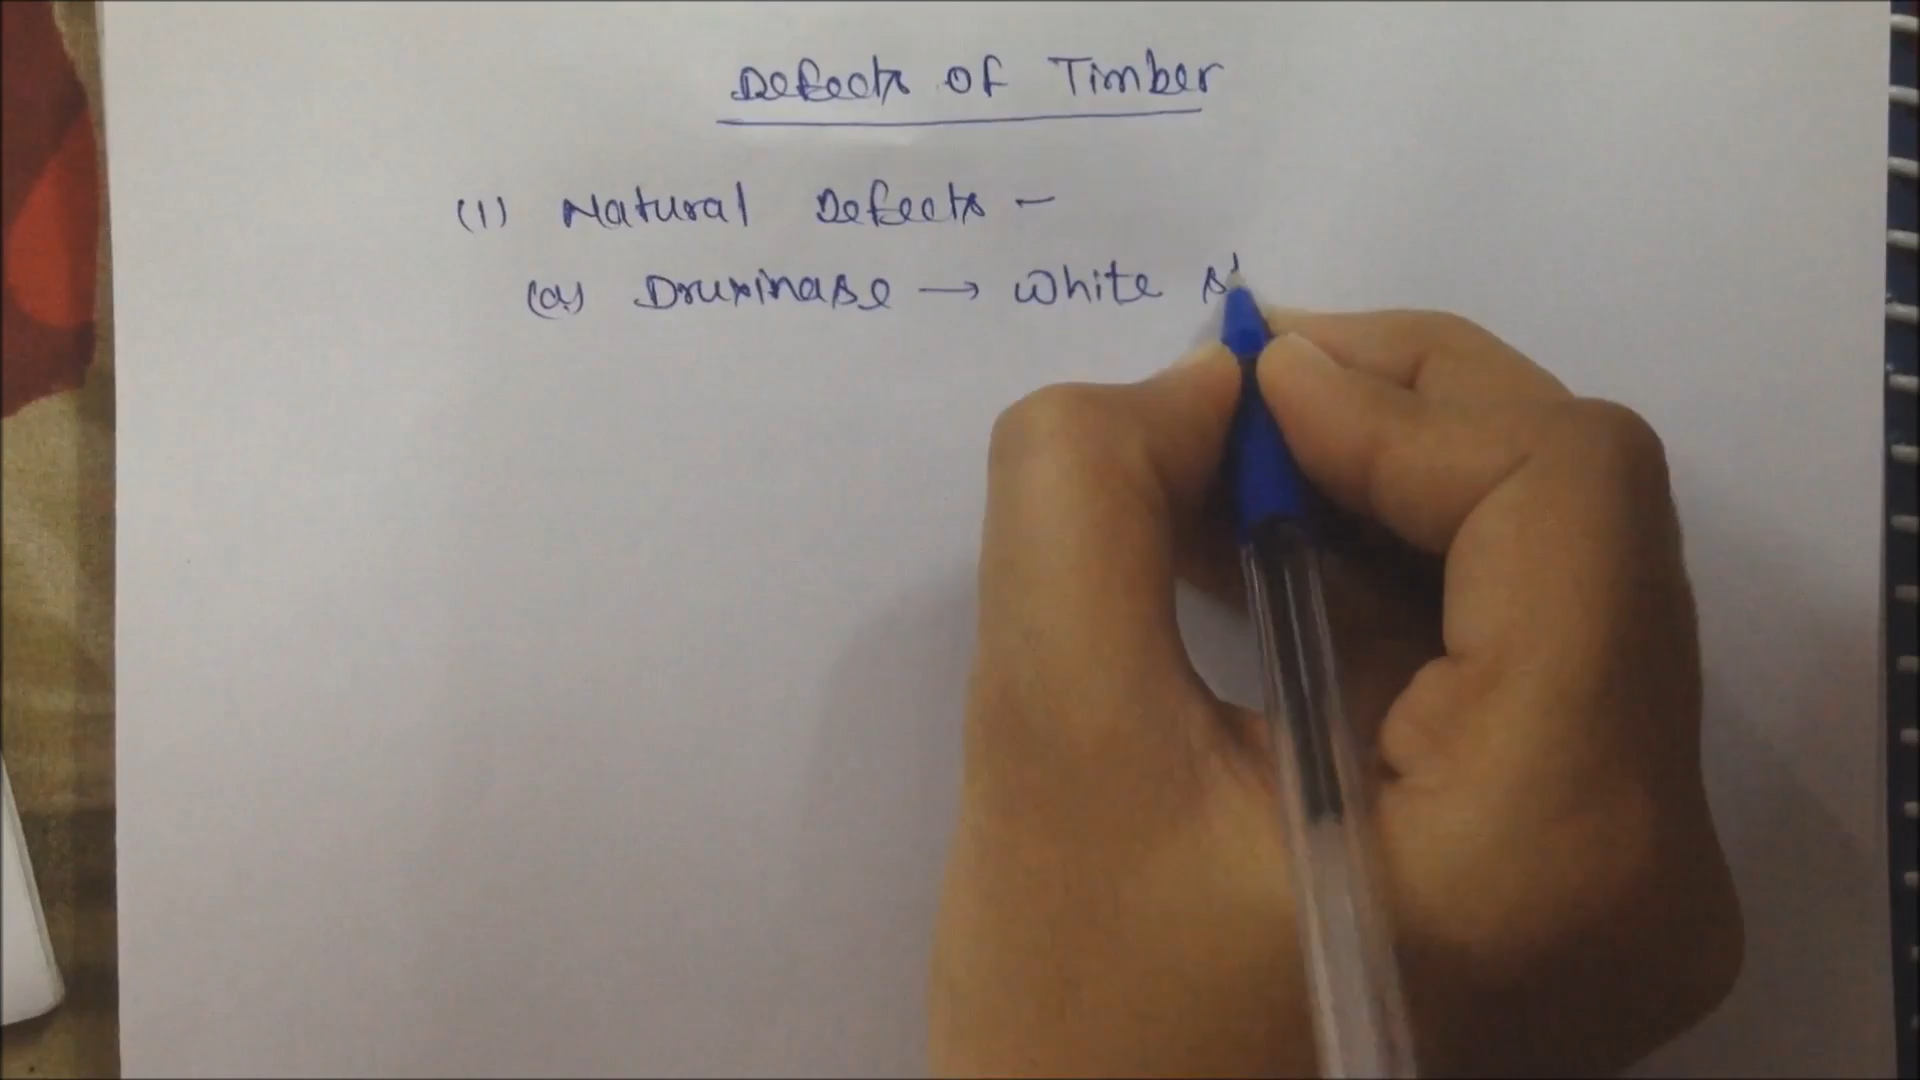 Defects of Timber
(1) Natural Defects -
(a) Druxinase → White s